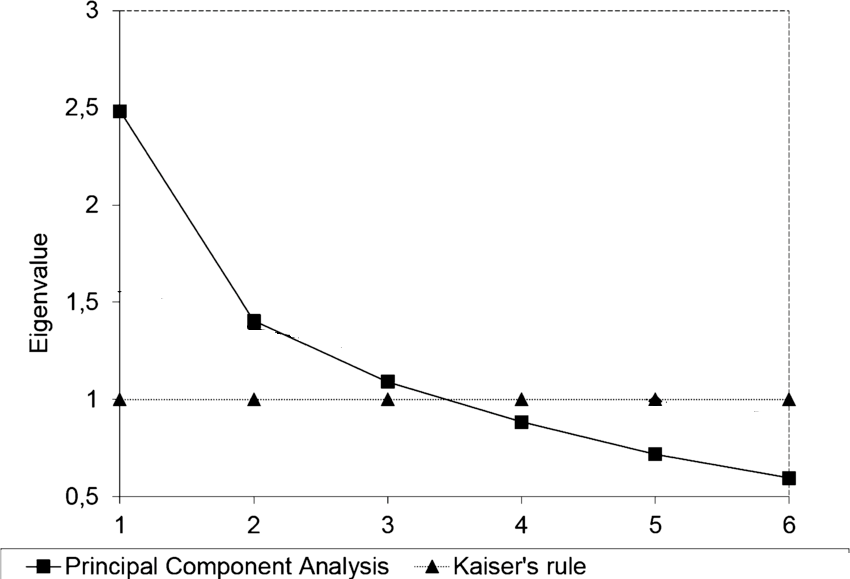 3
2,5
2
1,5
1
0,5
Eigenvalue
1 2 3 4 5 6
Principal Component Analysis Kaiser's rule